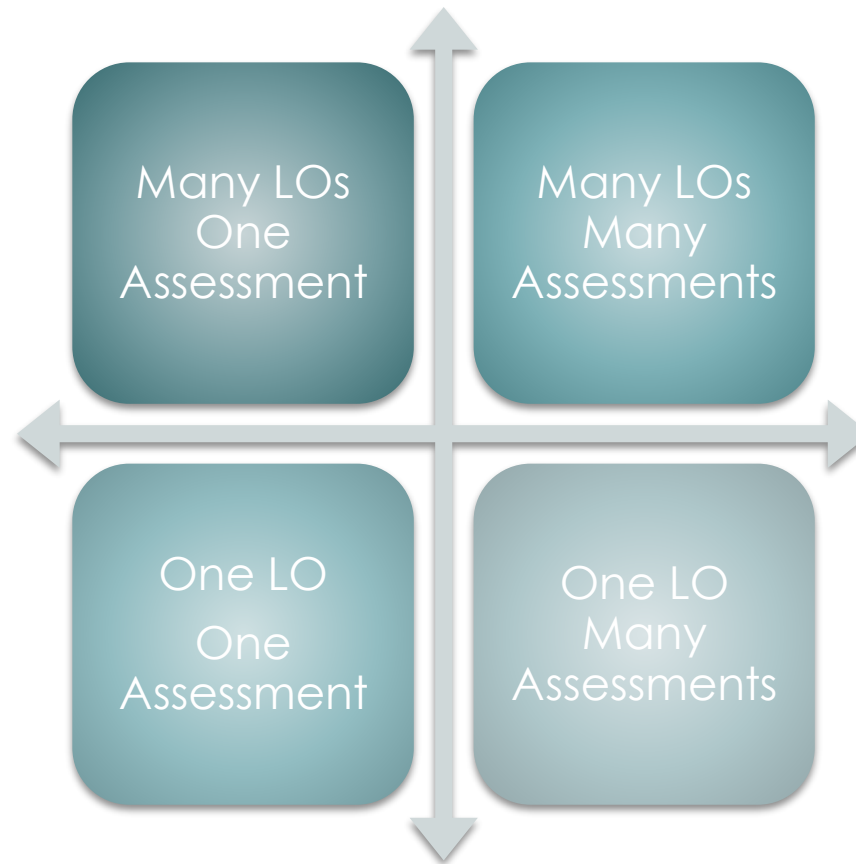 Many LOs
One
Assessment
Many LOs
Many
Assessments
One LO
One
Assessment
One LO
Many
Assessments